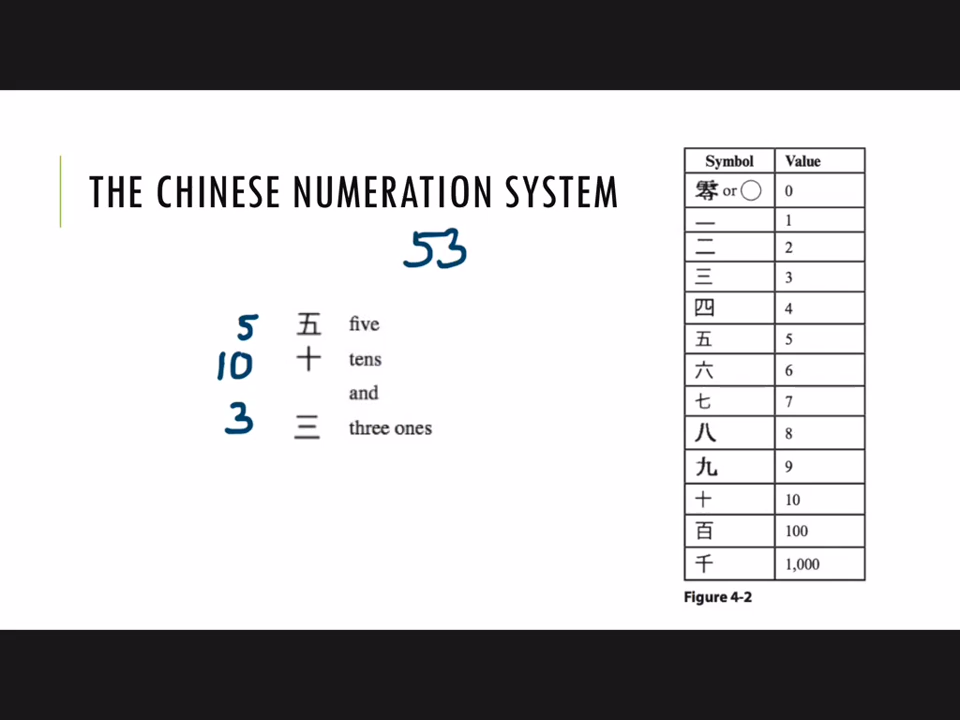 THE CHINESE NUMERATION SYSTEM
53
5 五 five
10 十 tens
and
3 三 three ones
Symbol Value
零 or ○ 0
一 1
二 2
三 3
四 4
五 5
六 6
七 7
八 8
九 9
十 10
百 100
千 1,000
Figure 4-2